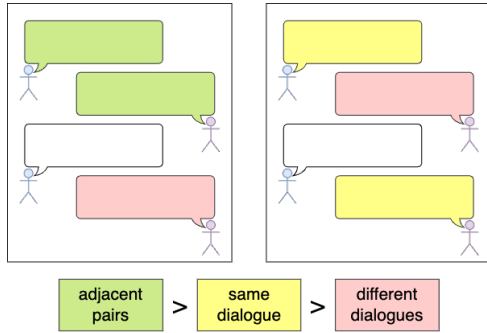 adjacent
pairs
>
same
dialogue
>
different
dialogues